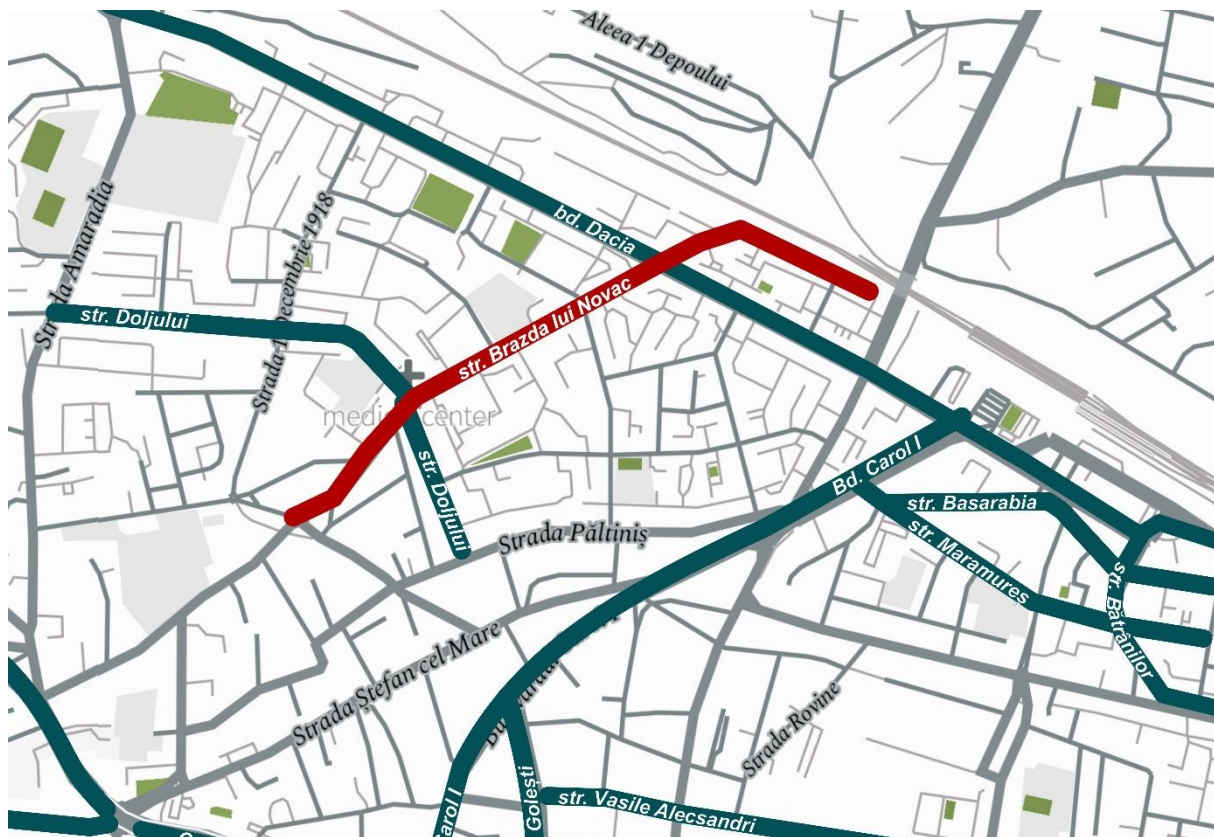 Aleea 1 Depoului
bd. Dacia
Strada Amaradia
Strada 1 Decembrie 1918
str. Brazda lui Novac
str. Doljului
medic center
str. Doljului
Bd. Carol I
str. Basarabia
Strada Păltiniș
str. Maramureș
str. Bătrânilor
Strada Ștefan cel Mare
Strada Rovine
Carol I
Golești
str. Vasile Alecsandri